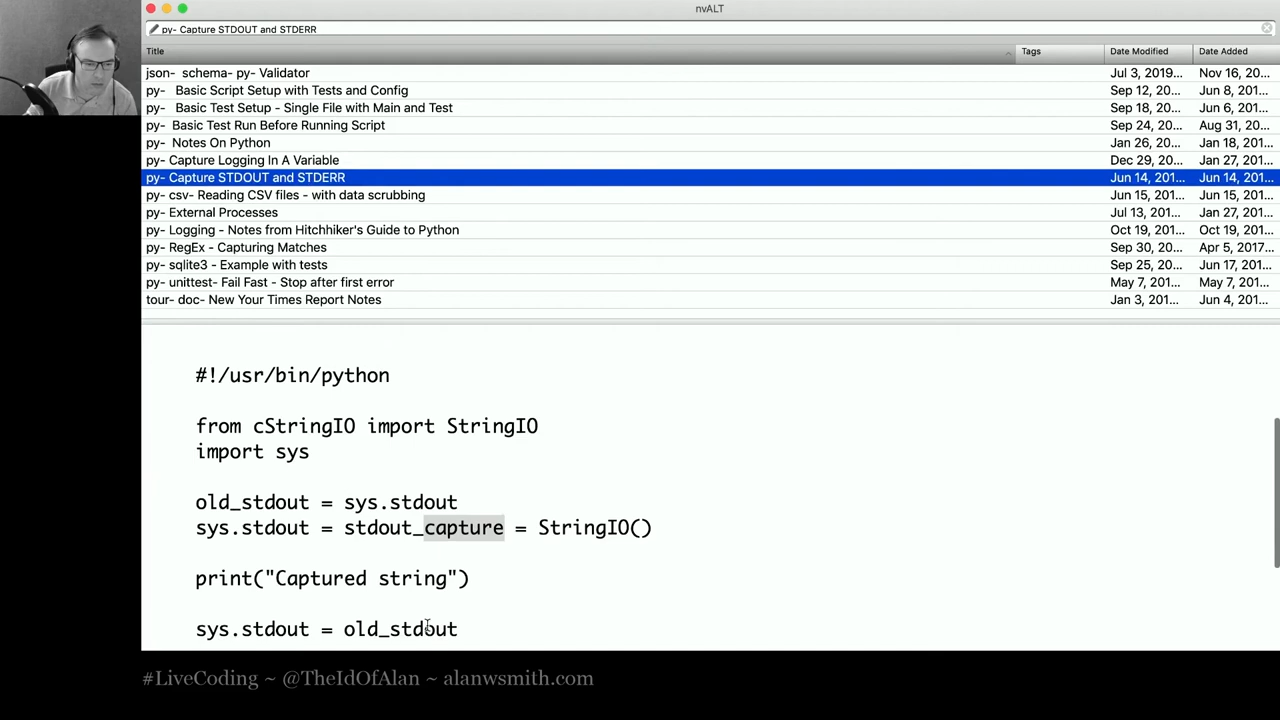 nvALT
py- Capture STDOUT and STDERR
Title Tags Date Modified Date Added
json- schema- py- Validator Jul 3, 2019... Nov 16, 20...
py- Basic Script Setup with Tests and Config Sep 12, 20... Jun 8, 201...
py- Basic Test Setup - Single File with Main and Test Sep 18, 20... Jun 6, 201...
py- Basic Test Run Before Running Script Sep 24, 20... Aug 31, 20...
py- Notes On Python Jan 26, 20... Jan 18, 201...
py- Capture Logging In A Variable Dec 29, 20... Jan 27, 201...
py- Capture STDOUT and STDERR Jun 14, 201... Jun 14, 201...
py- csv- Reading CSV files - with data scrubbing Jun 15, 201... Jun 15, 201...
py- External Processes Jul 13, 201... Jan 27, 201...
py- Logging - Notes from Hitchhiker's Guide to Python Oct 19, 201... Oct 19, 201...
py- RegEx - Capturing Matches Sep 30, 20... Apr 5, 2017...
py- sqlite3 - Example with tests Sep 25, 20... Jun 17, 201...
py- unittest- Fail Fast - Stop after first error May 7, 201... May 7, 201...
tour- doc- New Your Times Report Notes Jan 3, 201... Jun 4, 201...
#!/usr/bin/python
from cStringIO import StringIO
import sys
old_stdout = sys.stdout
sys.stdout = stdout_capture = StringIO()
print("Captured string")
sys.stdout = old_stdout
#LiveCoding ~ @TheIdOfAlan ~ alanwsmith.com